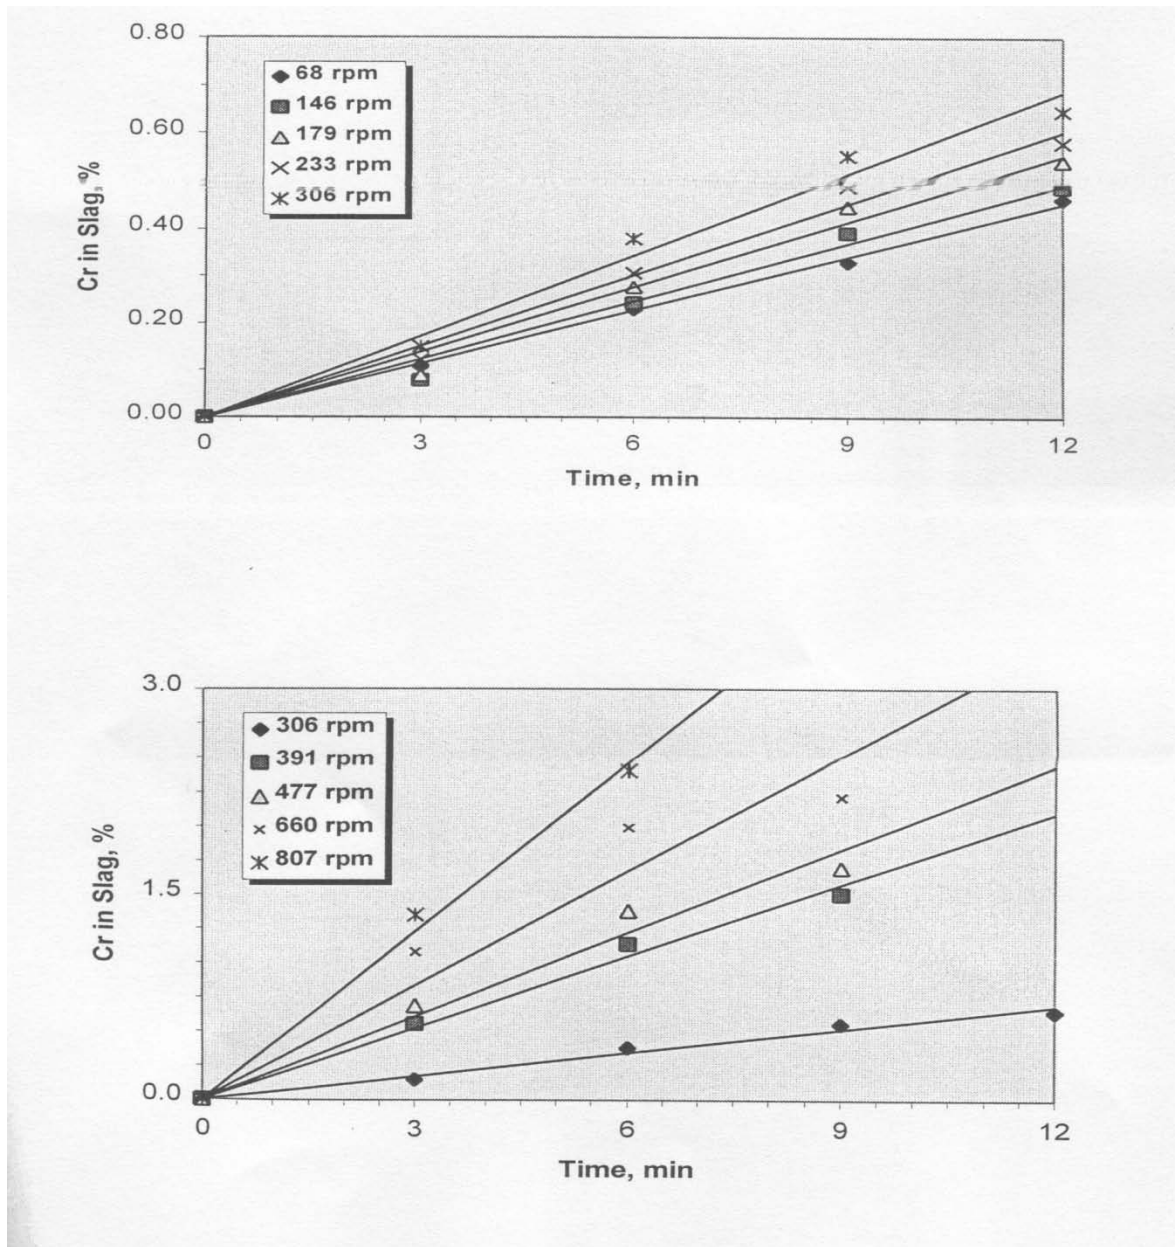 0.80
68 rpm
146 rpm
179 rpm
233 rpm
306 rpm
0.60
0.40
0.20
0.00
Cr in Slag, %
0 3 6 9 12
Time, min
3.0
306 rpm
391 rpm
477 rpm
660 rpm
807 rpm
1.5
0.0
Cr in Slag, %
0 3 6 9 12
Time, min